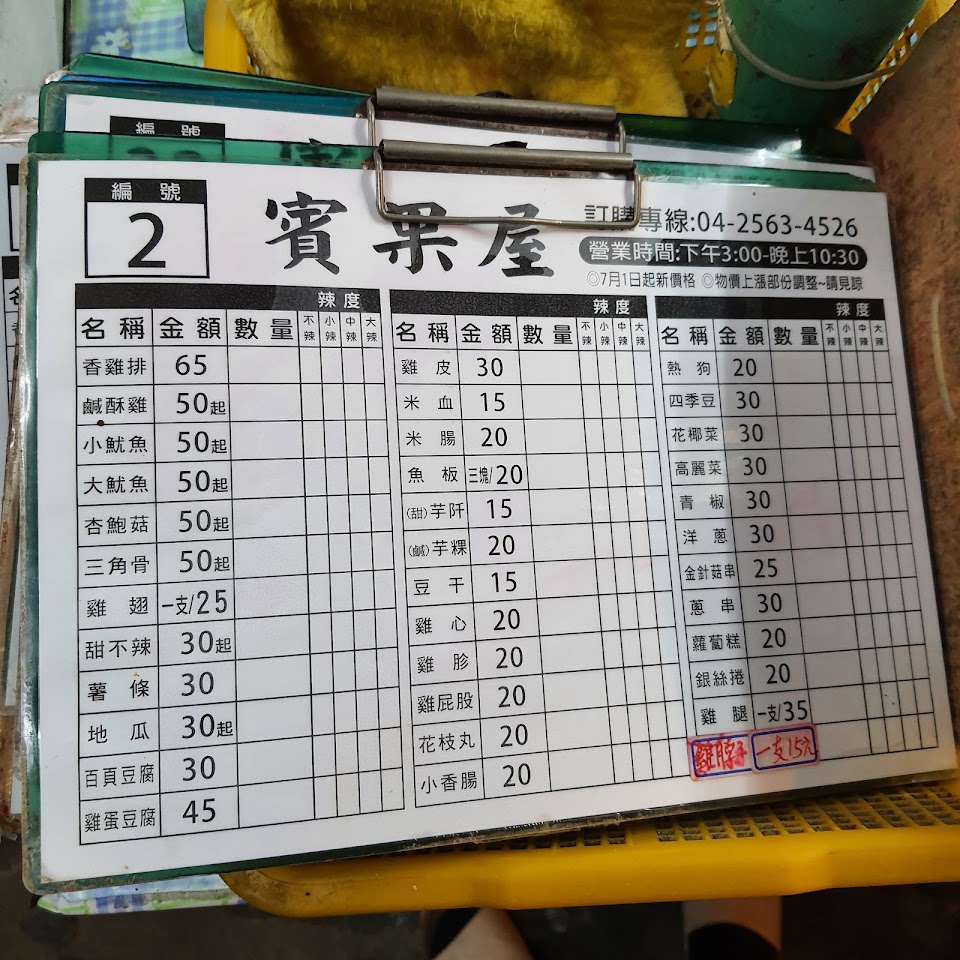 編號
編號
2
賓果屋
訂購專線:04-2563-4526
營業時間:下午3:00-晚上10:30
◎7月1日起新價格 ◎物價上漲部份調整~請見諒
辣度
名稱 金額 數量 不辣 小辣 中辣 大辣
香雞排 65
鹹酥雞 50起
小魷魚 50起
大魷魚 50起
杏鮑菇 50起
三角骨 50起
雞翅 一支/25
甜不辣 30起
薯條 30
地瓜 30起
百頁豆腐 30
雞蛋豆腐 45
辣度
名稱 金額 數量 不辣 小辣 中辣 大辣
雞皮 30
米血 15
米腸 20
魚板 三塊/20
(甜)芋阡 15
(鹹)芋粿 20
豆干 15
雞心 20
雞胗 20
雞屁股 20
花枝丸 20
小香腸 20
辣度
名稱 金額 數量 不辣 小辣 中辣 大辣
熱狗 20
四季豆 30
花椰菜 30
高麗菜 30
青椒 30
洋蔥 30
金針菇串 25
蔥串 30
蘿蔔糕 20
銀絲捲 20
雞腿 一支/35
雞脖子 一支15元